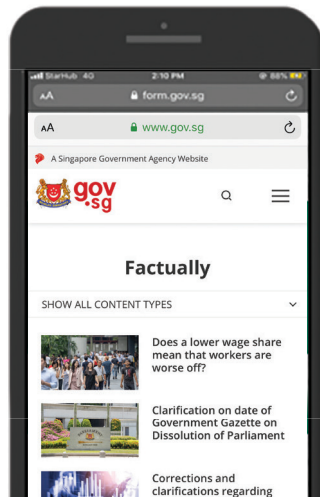 StarHub 4G 2:10 PM 88%
AA form.gov.sg
AA www.gov.sg
A Singapore Government Agency Website
gov
.sg
Factually
SHOW ALL CONTENT TYPES
Does a lower wage share
mean that workers are
worse off?
Clarification on date of
Government Gazette on
Dissolution of Parliament
Corrections and
clarifications regarding